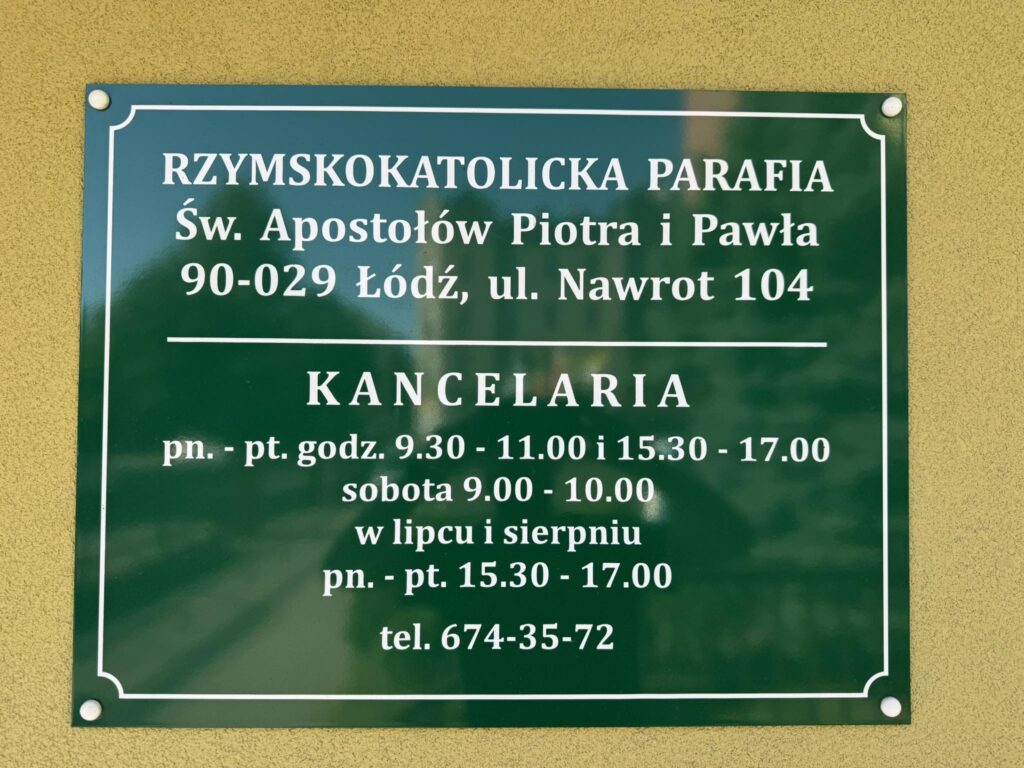 RZYMSKOKATOLICKA PARAFIA
Św. Apostołów Piotra i Pawła
90-029 Łódź, ul. Nawrot 104
KANCELARIA
pn. - pt. godz. 9.30 - 11.00 i 15.30 - 17.00
sobota 9.00 - 10.00
w lipcu i sierpniu
pn. - pt. 15.30 - 17.00
tel. 674-35-72